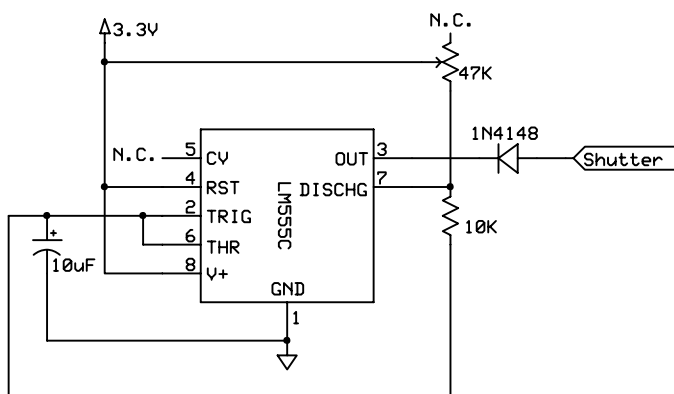 3.3V
N.C.
47K
1N4148
N.C.
5
CV
OUT
3
Shutter
4
RST
DISCHG
7
2
TRIG
LM555C
10K
6
THR
10uF
+
8
V+
GND
1